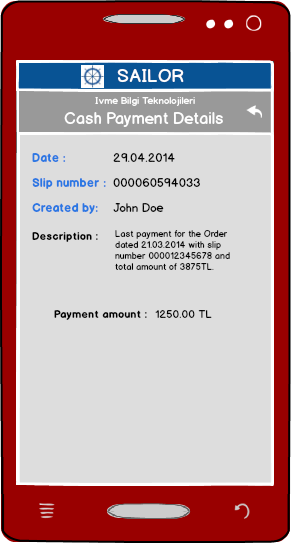 SAILOR
Ivme Bilgi Teknolojileri
Cash Payment Details
Date : 29.04.2014
Slip number : 000060594033
Created by: John Doe
Description : Last payment for the Order
dated 21.03.2014 with slip
number 000012345678 and
total amount of 3875TL.
Payment amount : 1250.00 TL